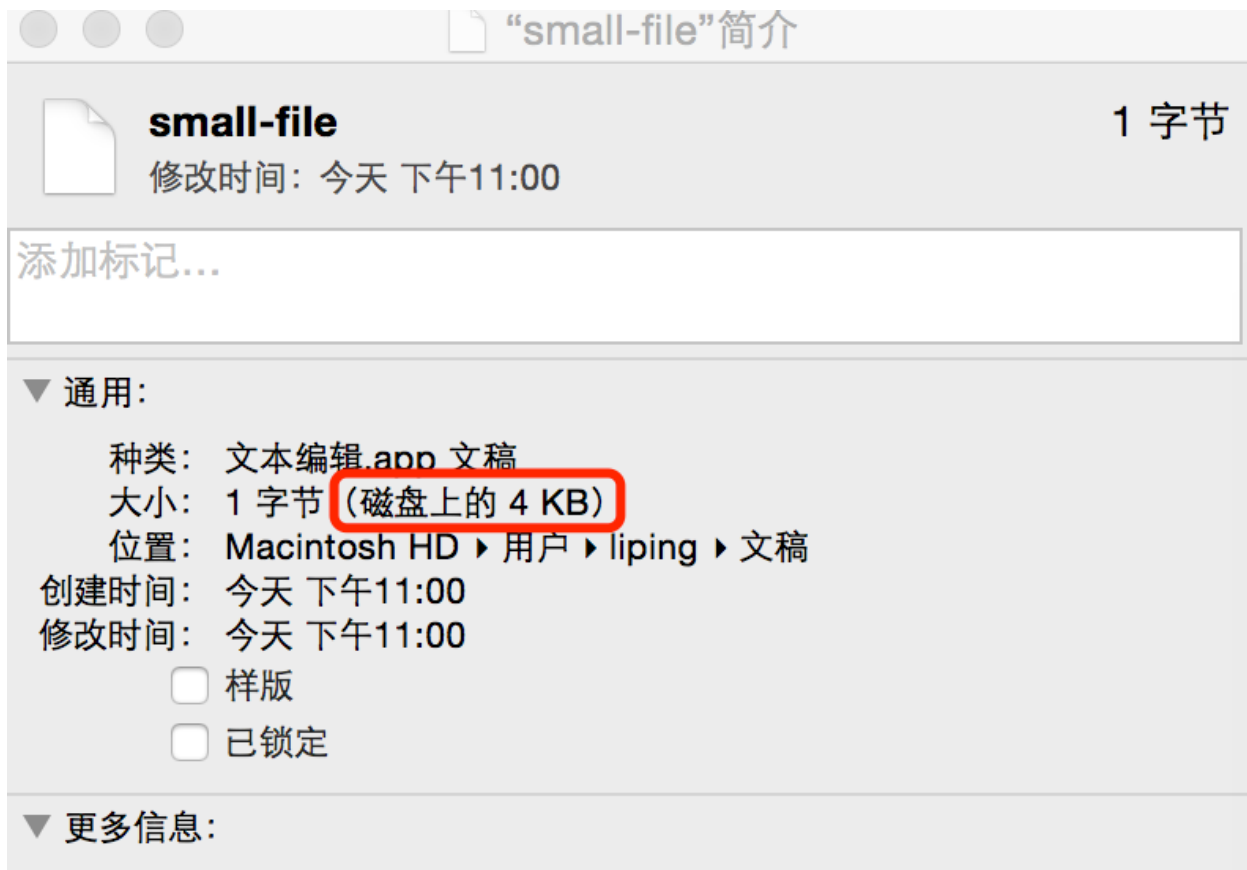 “small-file”简介
small-file
1 字节
修改时间：今天 下午11:00
添加标记...
▼ 通用：
种类： 文本编辑.app 文稿
大小： 1 字节（磁盘上的 4 KB）
位置： Macintosh HD ▸ 用户 ▸ liping ▸ 文稿
创建时间： 今天 下午11:00
修改时间： 今天 下午11:00
样版
已锁定
▼ 更多信息：